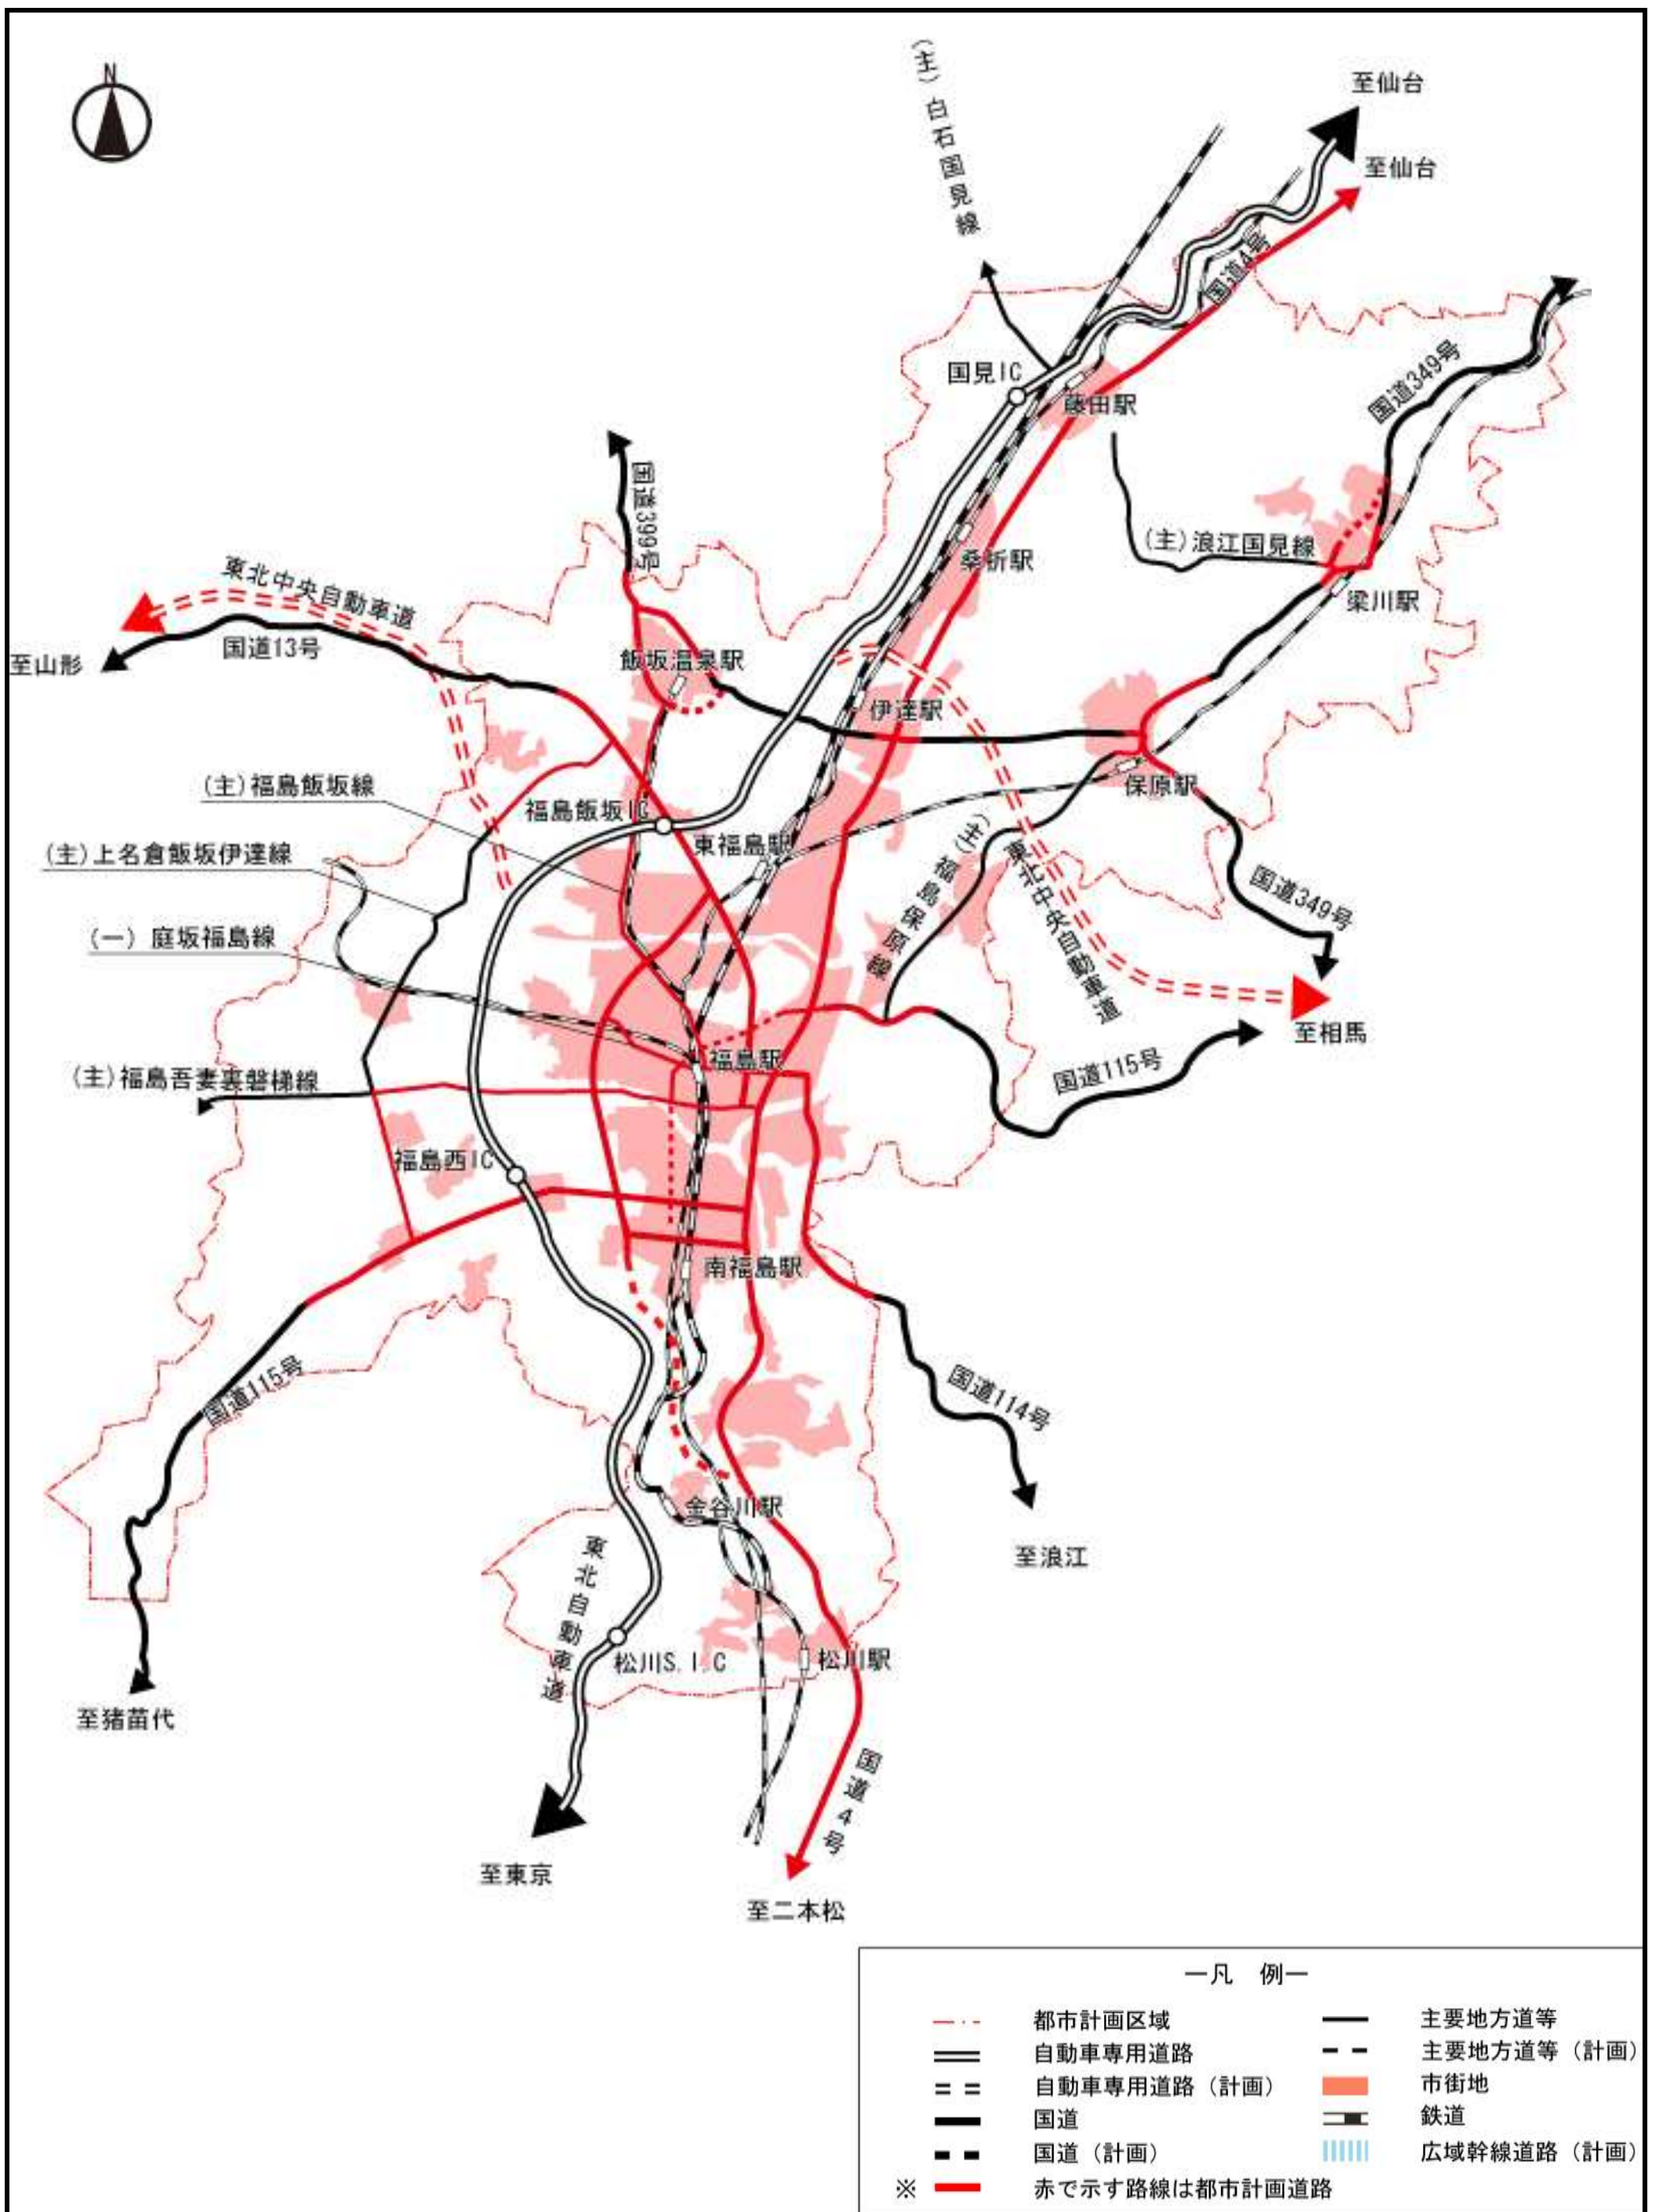 N
(主)白石国見線
至仙台
至仙台
国道4号
国見IC
藤田駅
国道349号
国道399号
(主)浪江国見線
桑折駅
梁川駅
東北中央自動車道
国道13号
至山形
飯坂温泉駅
伊達駅
(主)福島飯坂線
福島飯坂IC
保原駅
東福島駅
(主)上名倉飯坂伊達線
(主)福島保原線
東北中央自動車道
国道349号
(一)庭坂福島線
至相馬
福島駅
国道115号
(主)福島吾妻裏磐梯線
福島西IC
南福島駅
国道115号
国道114号
金谷川駅
至浪江
東北自動車道
松川S.I.C
松川駅
至猪苗代
国道4号
至東京
至二本松
—凡 例—
都市計画区域
自動車専用道路
自動車専用道路(計画)
国道
国道(計画)
※ 赤で示す路線は都市計画道路
主要地方道等
主要地方道等(計画)
市街地
鉄道
広域幹線道路(計画)